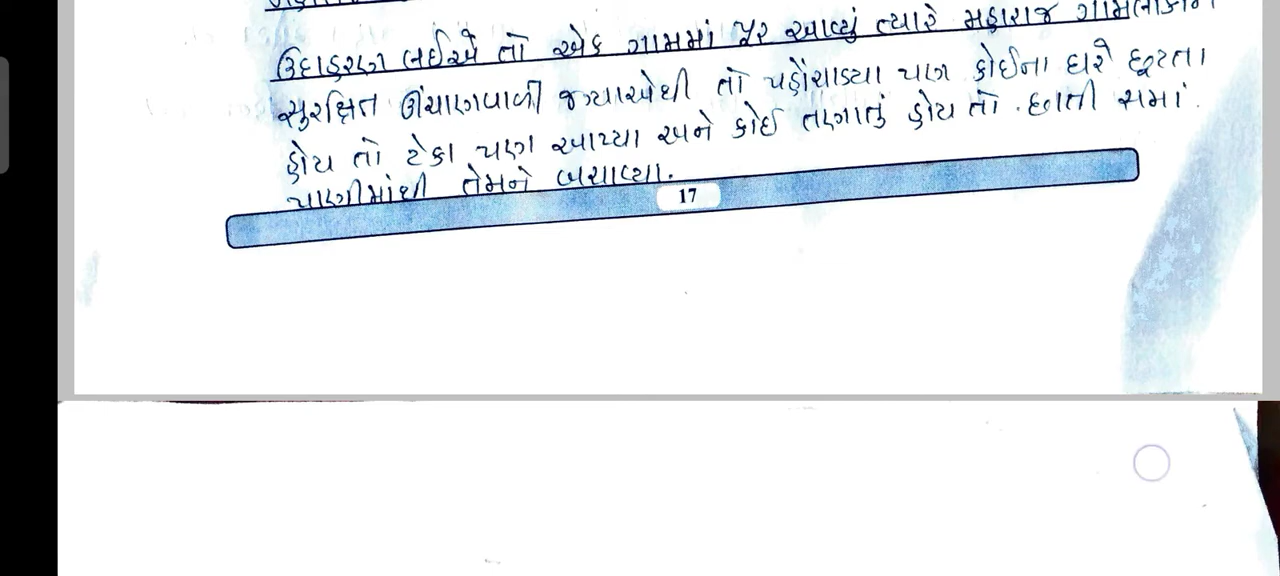 ઉદાહરણ લઈએ તો એક ગામમાં પૂર આવ્યું ત્યારે મહારાજ ગામલોકોને
સુરક્ષિત ઊંચાણવાળી જગ્યાએથી તો પહોંચાડ્યા પણ કોઈના ઘરે છૂટતા
હોય તો ટેકા પણ આપ્યા અને કોઈ તણાતું હોય તો છાતી સમાં
પાણીમાંથી તેમને બચાવ્યા.
17